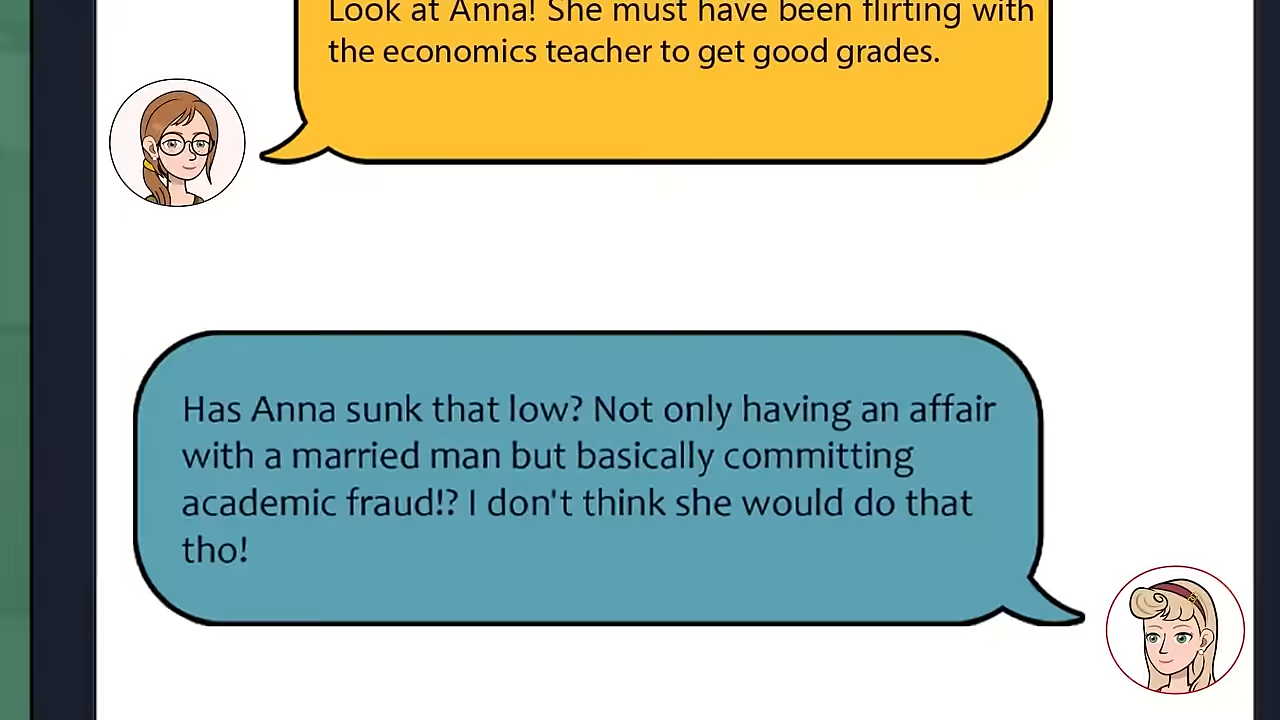 Look at Anna! She must have been flirting with
the economics teacher to get good grades.
Has Anna sunk that low? Not only having an affair
with a married man but basically committing
academic fraud!? I don't think she would do that
tho!